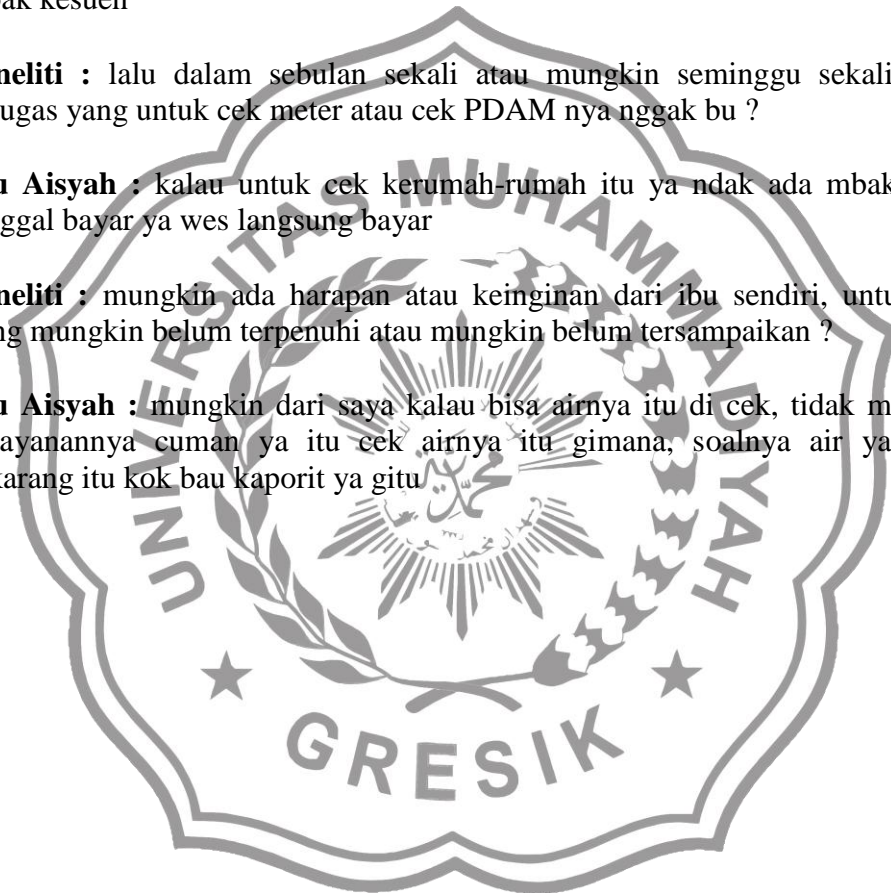 ak kesuen
neliti : lalu dalam sebulan sekali atau mungkin seminggu sekali
ugas yang untuk cek meter atau cek PDAM nya nggak bu ?
u Aisyah : kalau untuk cek kerumah-rumah itu ya ndak ada mbak
ggal bayar ya wes langsung bayar
neliti : mungkin ada harapan atau keinginan dari ibu sendiri, untu
ng mungkin belum terpenuhi atau mungkin belum tersampaikan ?
u Aisyah : mungkin dari saya kalau bisa airnya itu di cek, tidak m
ayanannya cuman ya itu cek airnya itu gimana, soalnya air ya
karang itu kok bau kaporit ya gitu
UNIVERSITAS MUHAMMADIYAH
GRESIK
محمد